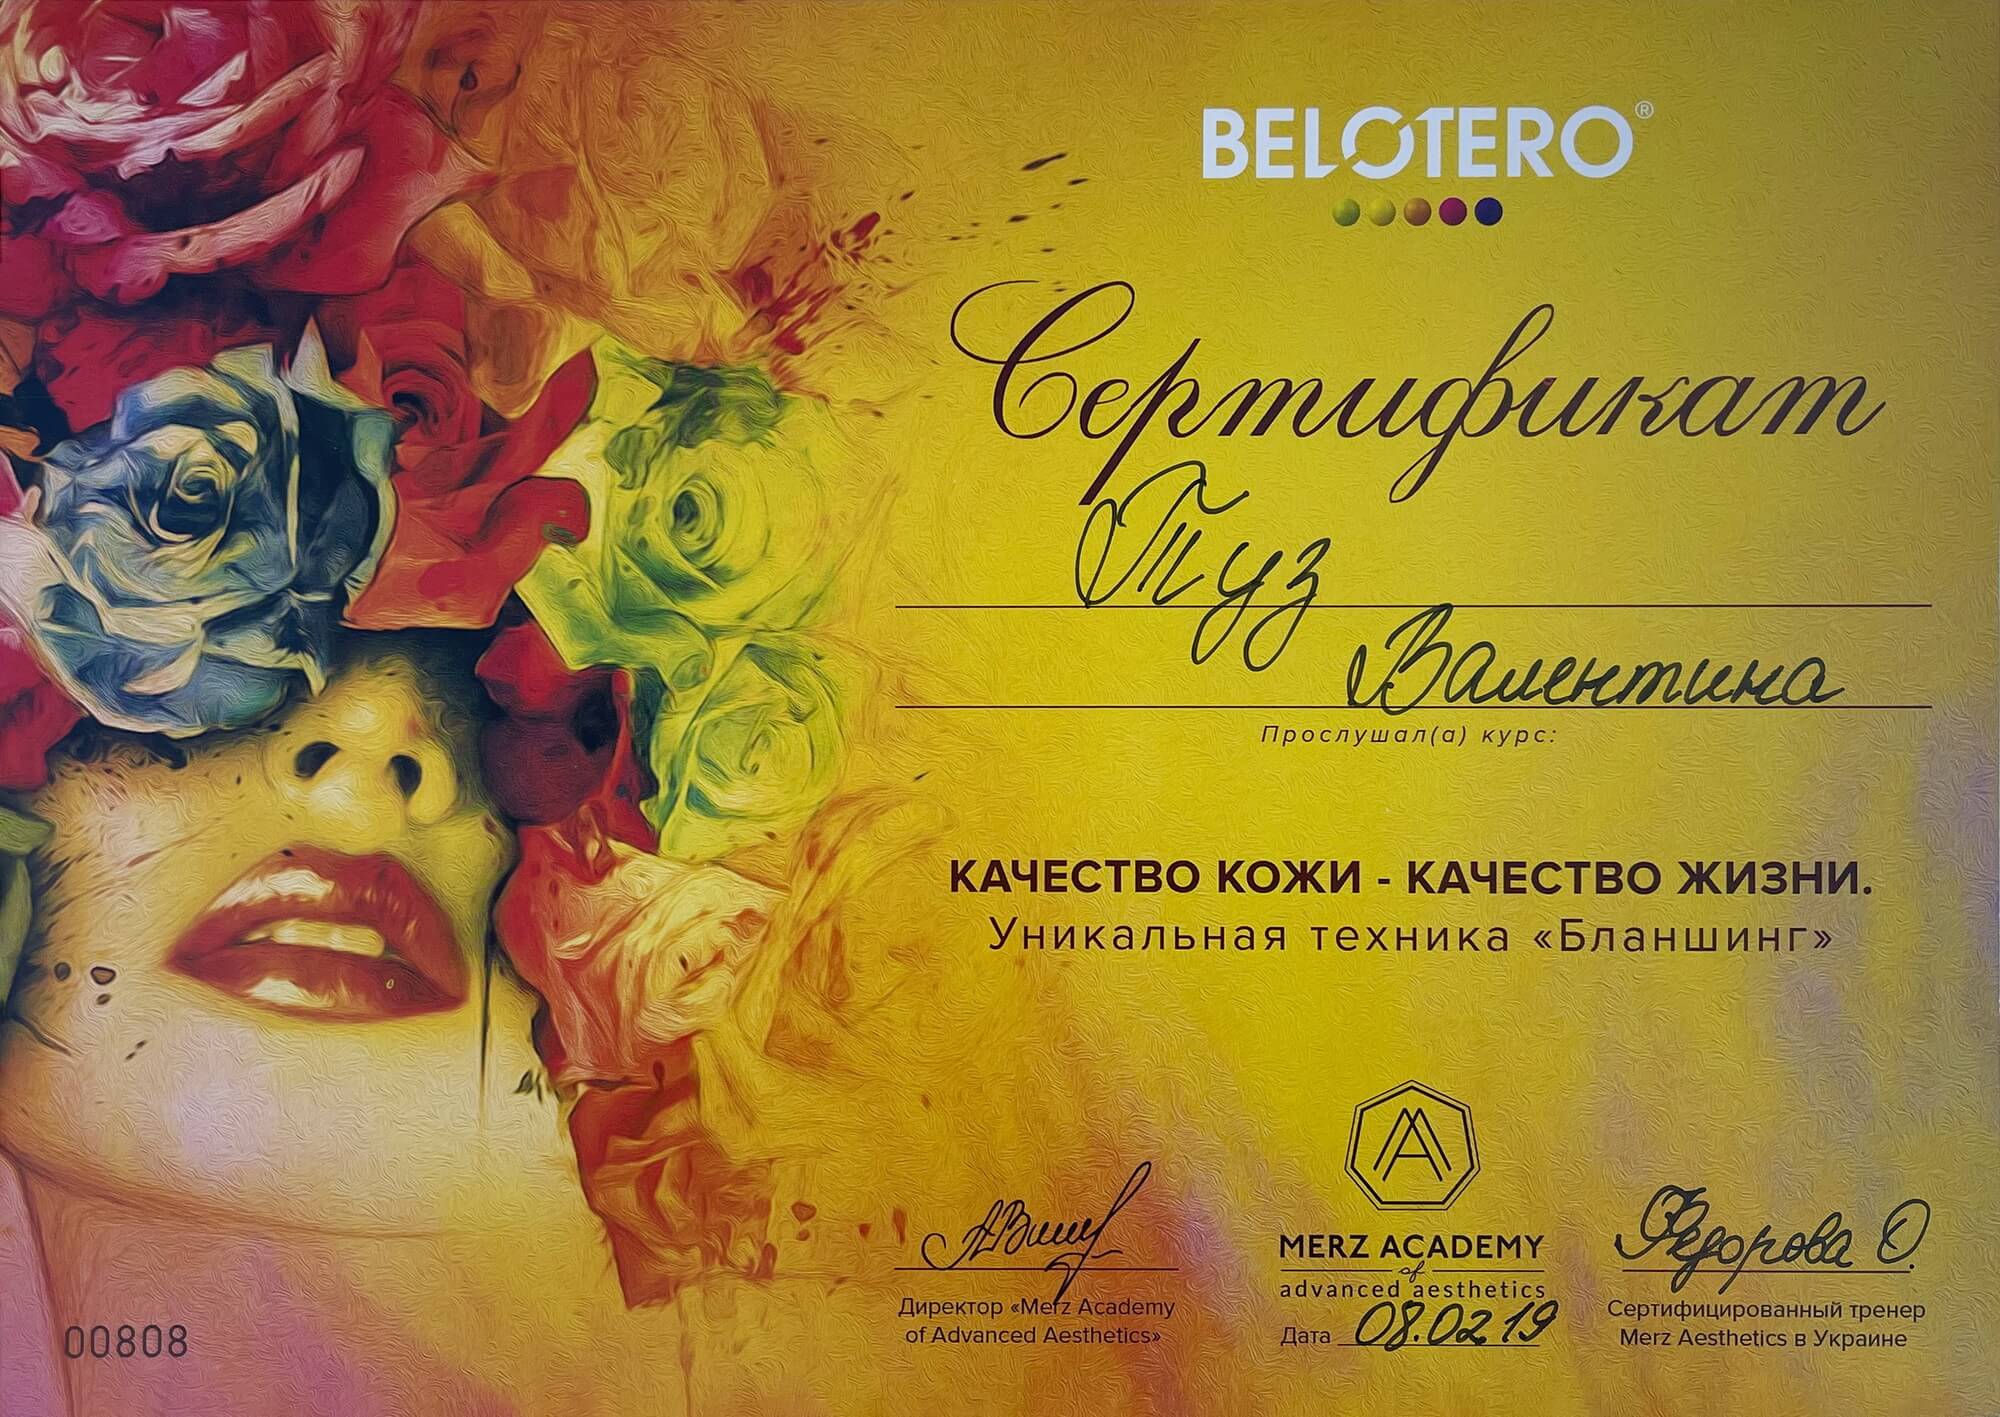 BELOTERO®
Сертификат
Туз
Валентина
Прослушал(а) курс:
КАЧЕСТВО КОЖИ - КАЧЕСТВО ЖИЗНИ.
Уникальная техника «Бланшинг»
Федорова О.
MERZ ACADEMY
of
advanced aesthetics
Директор «Merz Academy
of Advanced Aesthetics»
Дата 08.02 19
Сертифицированный тренер
Merz Aesthetics в Украине
00808